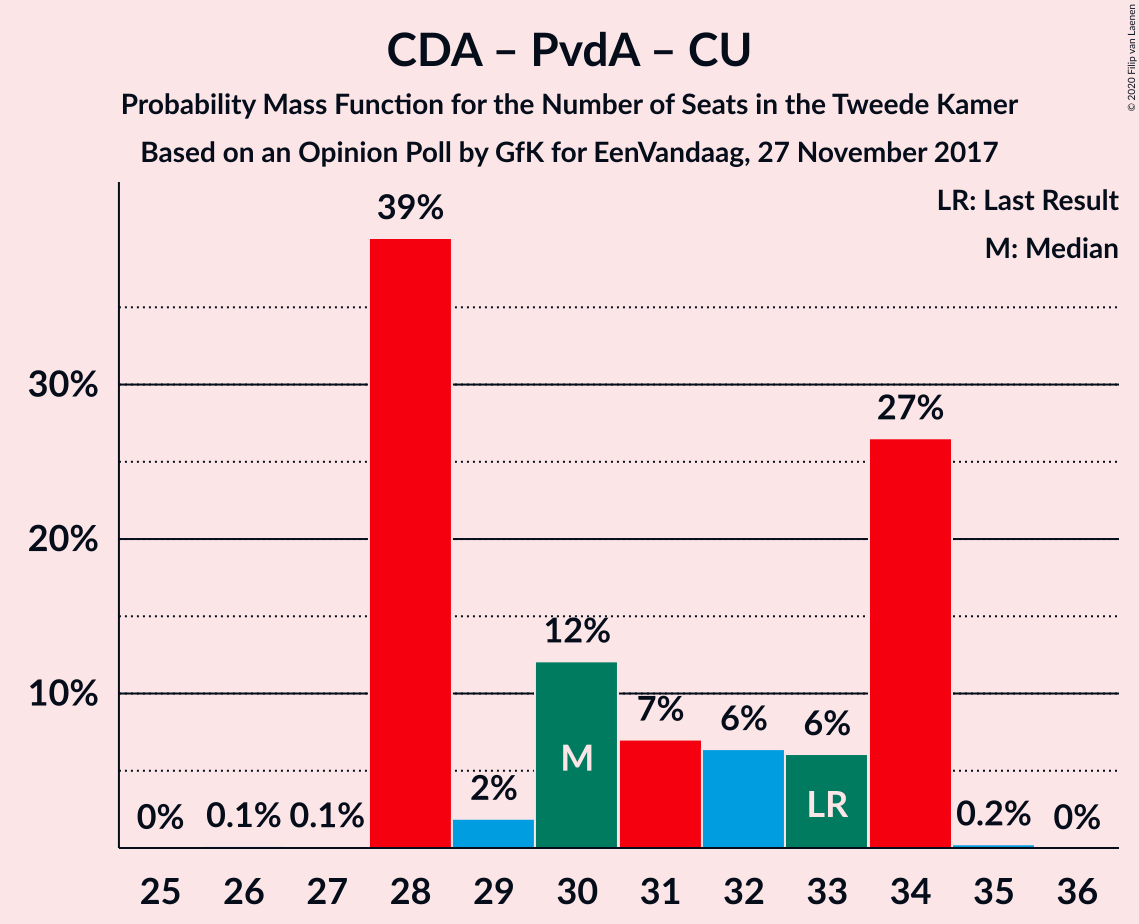 CDA – PvdA – CU
Probability Mass Function for the Number of Seats in the Tweede Kamer
Based on an Opinion Poll by GfK for EenVandaag, 27 November 2017
© 2020 Filip van Laenen
LR: Last Result
M: Median
39%
30%
27%
20%
12%
10%
7%
6%
6%
M
2%
LR
0%
0.1%
0.1%
0.2%
0%
25 26 27 28 29 30 31 32 33 34 35 36